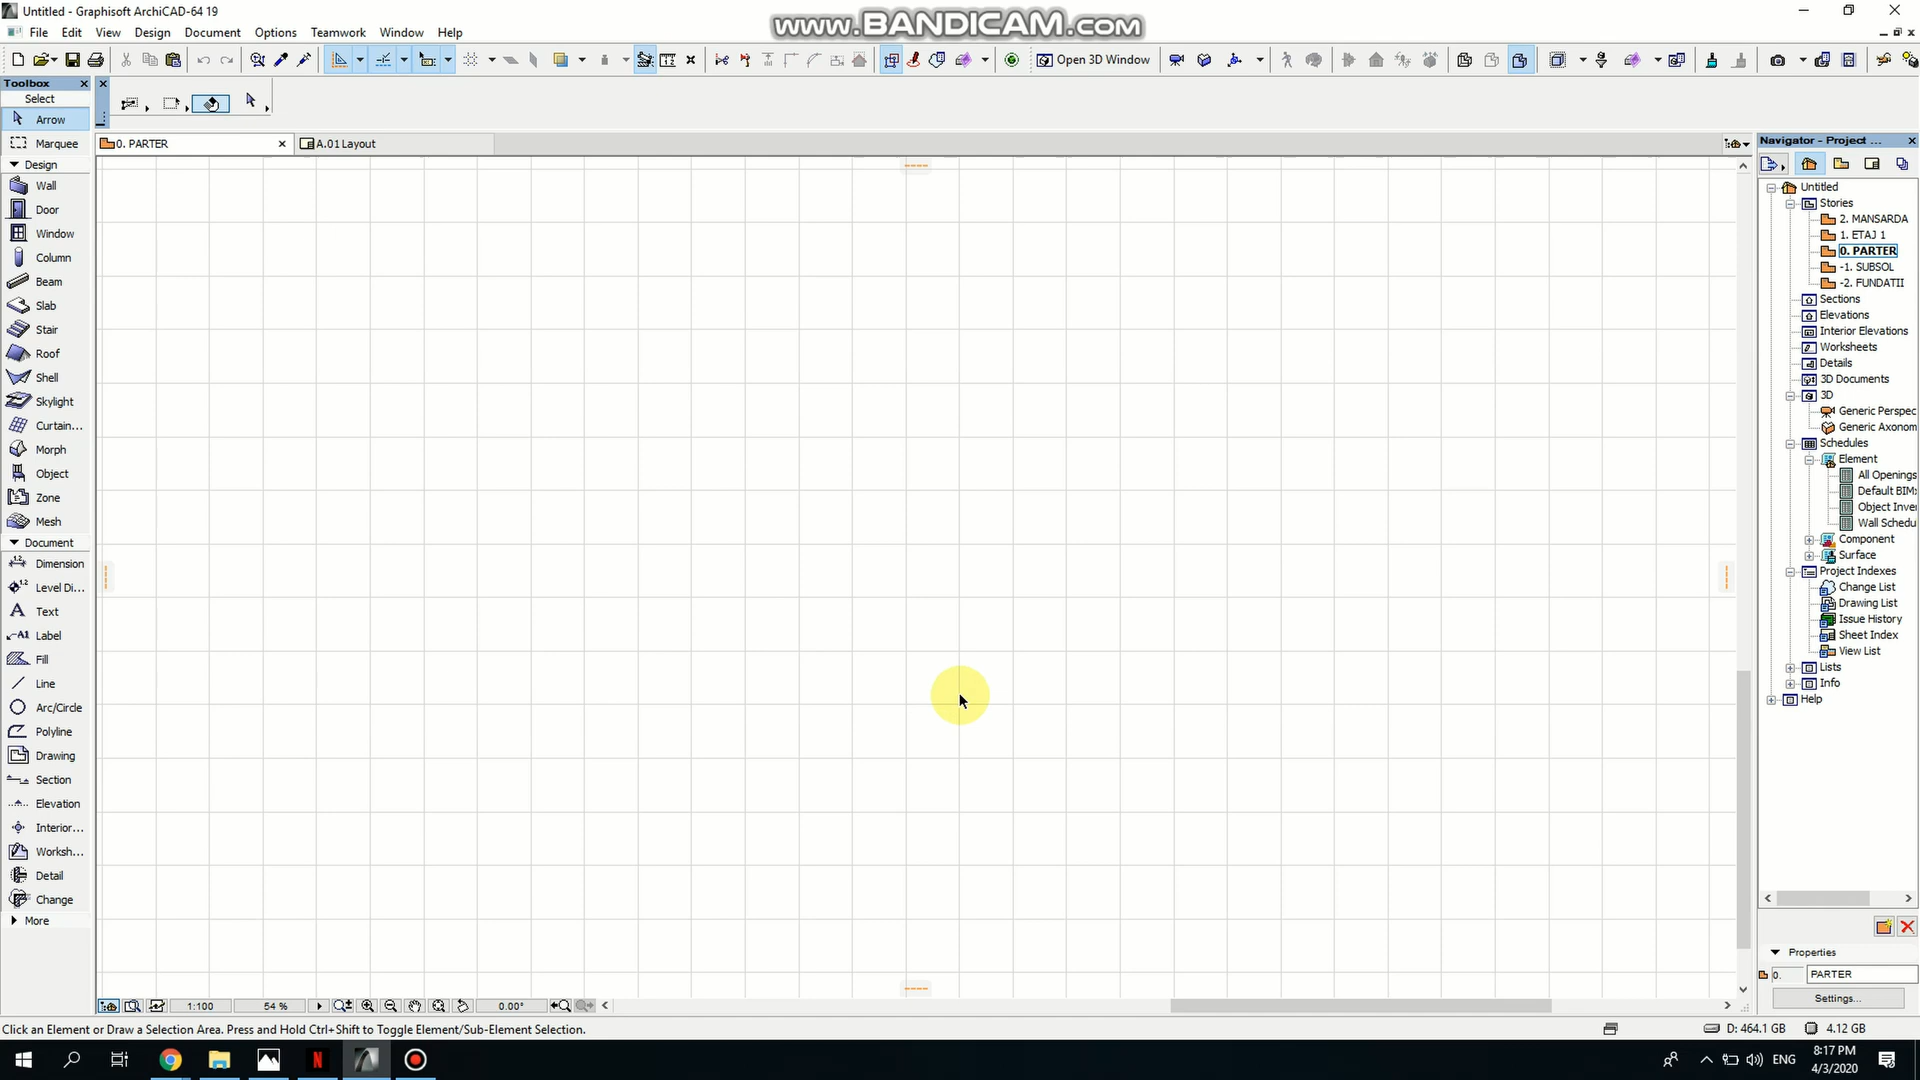 Untitled - Graphisoft ArchiCAD-64 19
www.BANDICAM.com
File Edit View Design Document Options Teamwork Window Help
Open 3D Window
Toolbox
Select
Arrow
Marquee
Design
Wall
Door
Window
Column
Beam
Slab
Stair
Roof
Shell
Skylight
Curtain...
Morph
Object
Zone
Mesh
Document
Dimension
Level Di...
Text
Label
Fill
Line
Arc/Circle
Polyline
Drawing
Section
Elevation
Interior...
Worksh...
Detail
Change
More
0. PARTER
A.01 Layout
Navigator - Project ...
Untitled
Stories
2. MANSARDA
1. ETAJ 1
0. PARTER
-1. SUBSOL
-2. FUNDATII
Sections
Elevations
Interior Elevations
Worksheets
Details
3D Documents
3D
Generic Perspec
Generic Axonom
Schedules
Element
All Openings
Default BIMx
Object Inve
Wall Schedu
Component
Surface
Project Indexes
Change List
Drawing List
Issue History
Sheet Index
View List
Lists
Info
Help
Properties
0. PARTER
Settings...
1:100 54 % 0.00°
Click an Element or Draw a Selection Area. Press and Hold Ctrl+Shift to Toggle Element/Sub-Element Selection.
D: 464.1 GB 4.12 GB
ENG
8:17 PM
4/3/2020